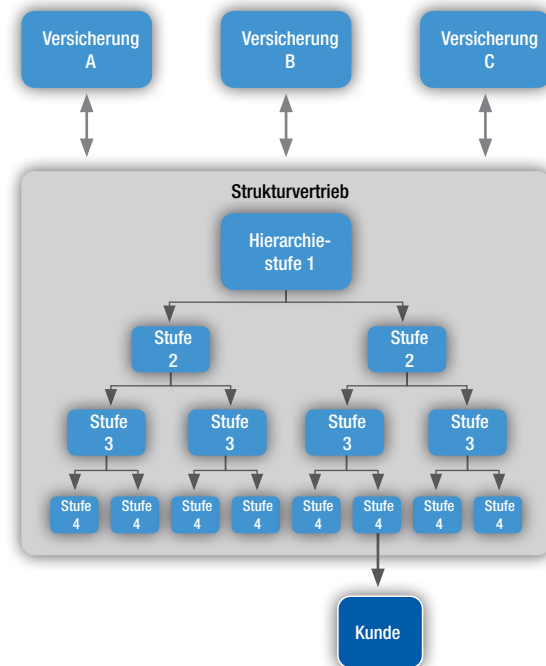 Versicherung
A
Versicherung
B
Versicherung
C
Strukturvertrieb
Hierarchie-
stufe 1
Stufe
2
Stufe
2
Stufe
3
Stufe
3
Stufe
3
Stufe
3
Stufe
4
Stufe
4
Stufe
4
Stufe
4
Stufe
4
Stufe
4
Stufe
4
Stufe
4
Kunde